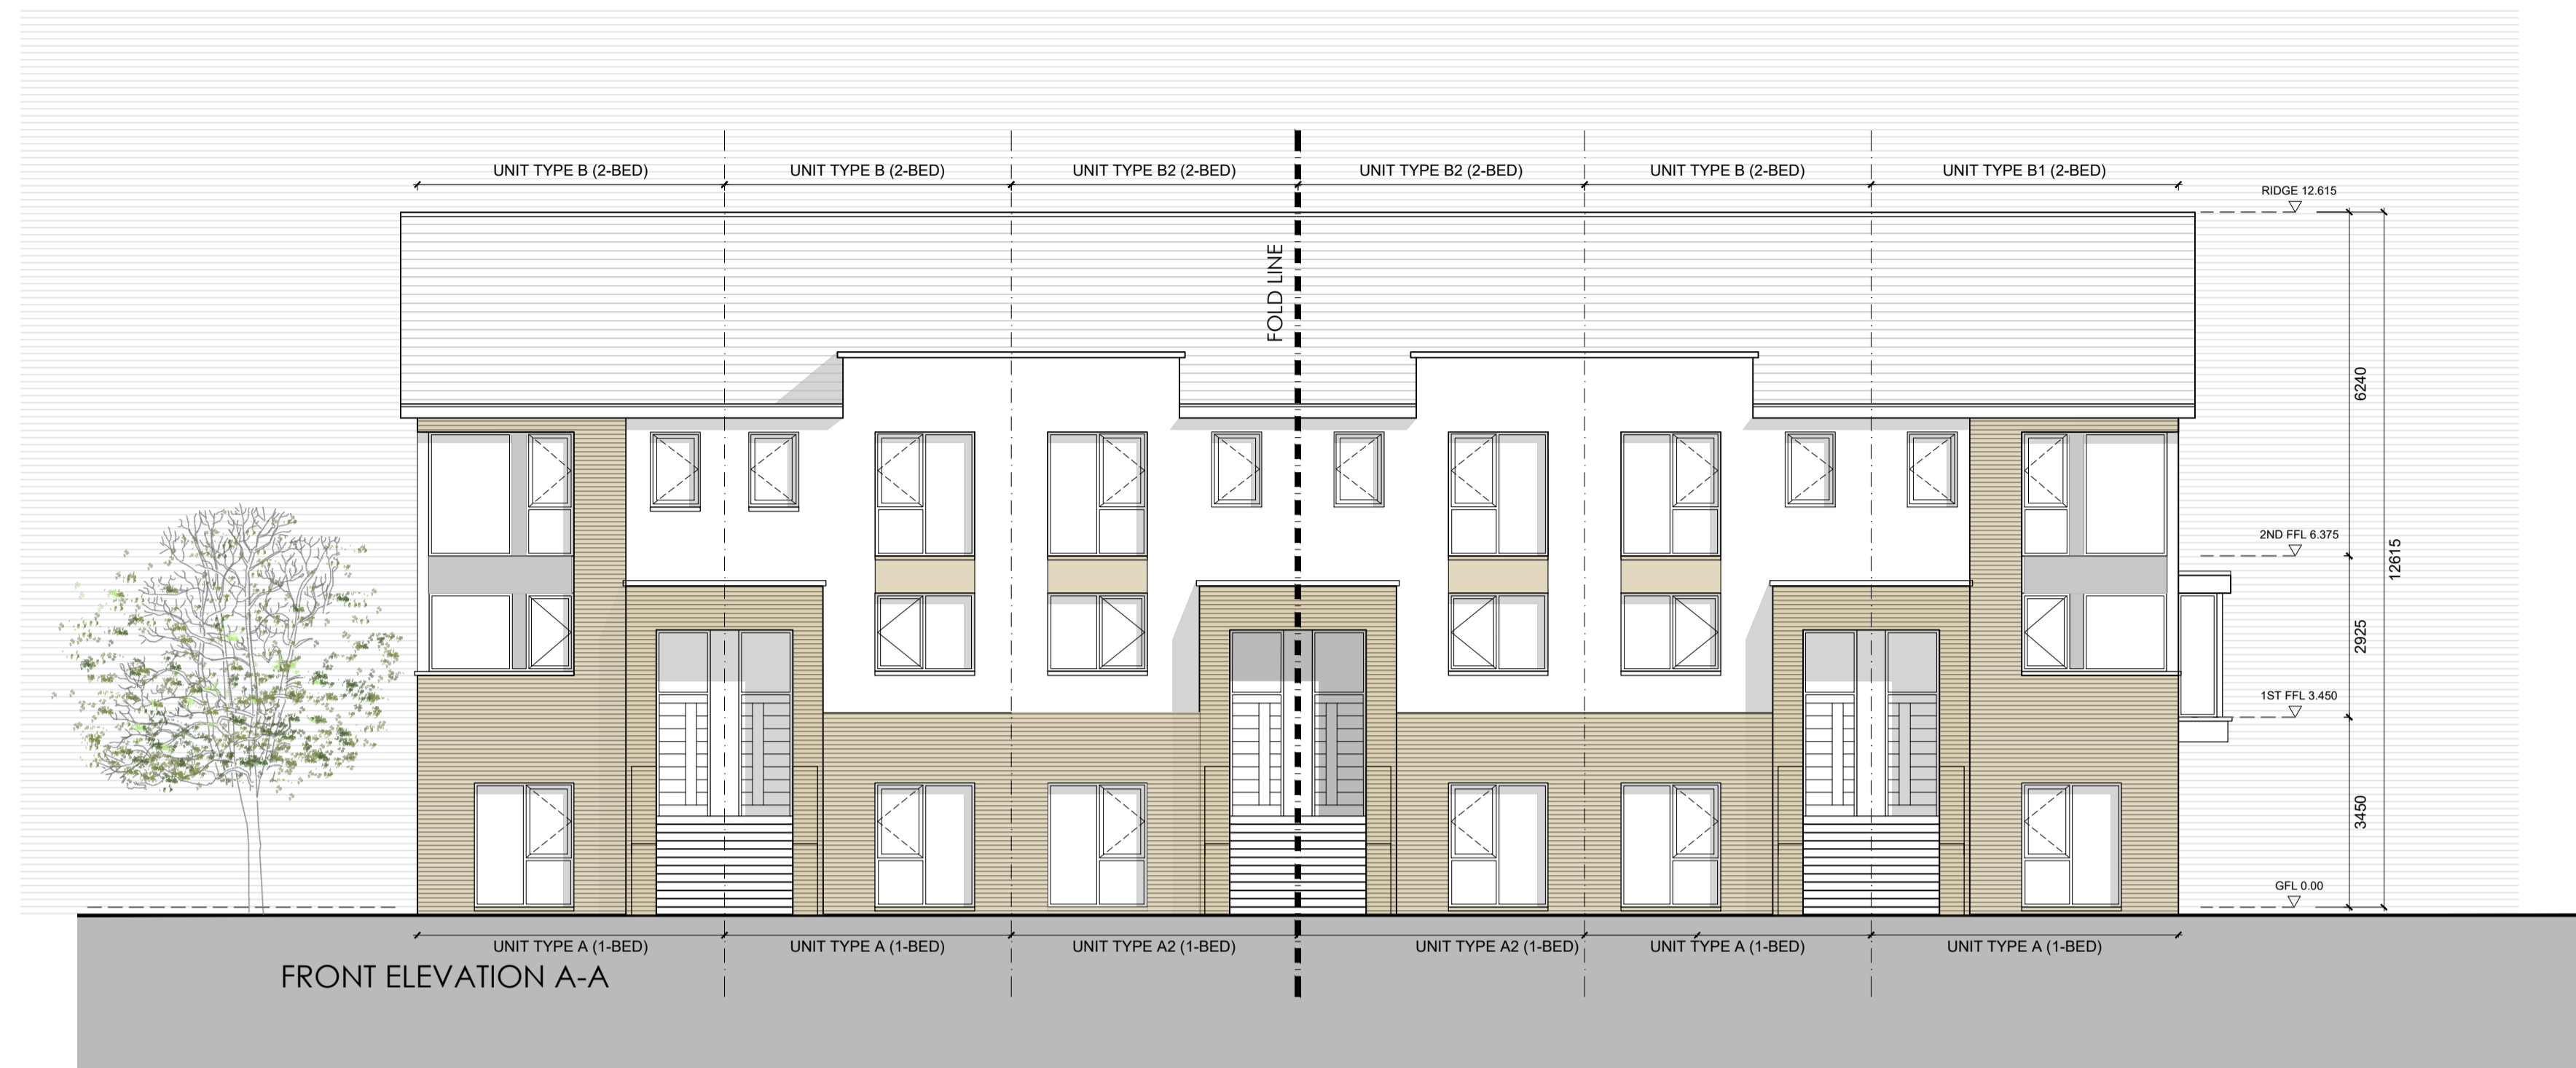 UNIT TYPE B (2-BED)
UNIT TYPE B (2-BED)
UNIT TYPE B2 (2-BED)
UNIT TYPE B2 (2-BED)
UNIT TYPE B (2-BED)
UNIT TYPE B1 (2-BED)
RIDGE 12.615
FOLD LINE
6240
2ND FFL 6.375
12615
2925
1ST FFL 3.450
3450
GFL 0.00
UNIT TYPE A (1-BED)
UNIT TYPE A (1-BED)
UNIT TYPE A2 (1-BED)
UNIT TYPE A2 (1-BED)
UNIT TYPE A (1-BED)
UNIT TYPE A (1-BED)
FRONT ELEVATION A-A